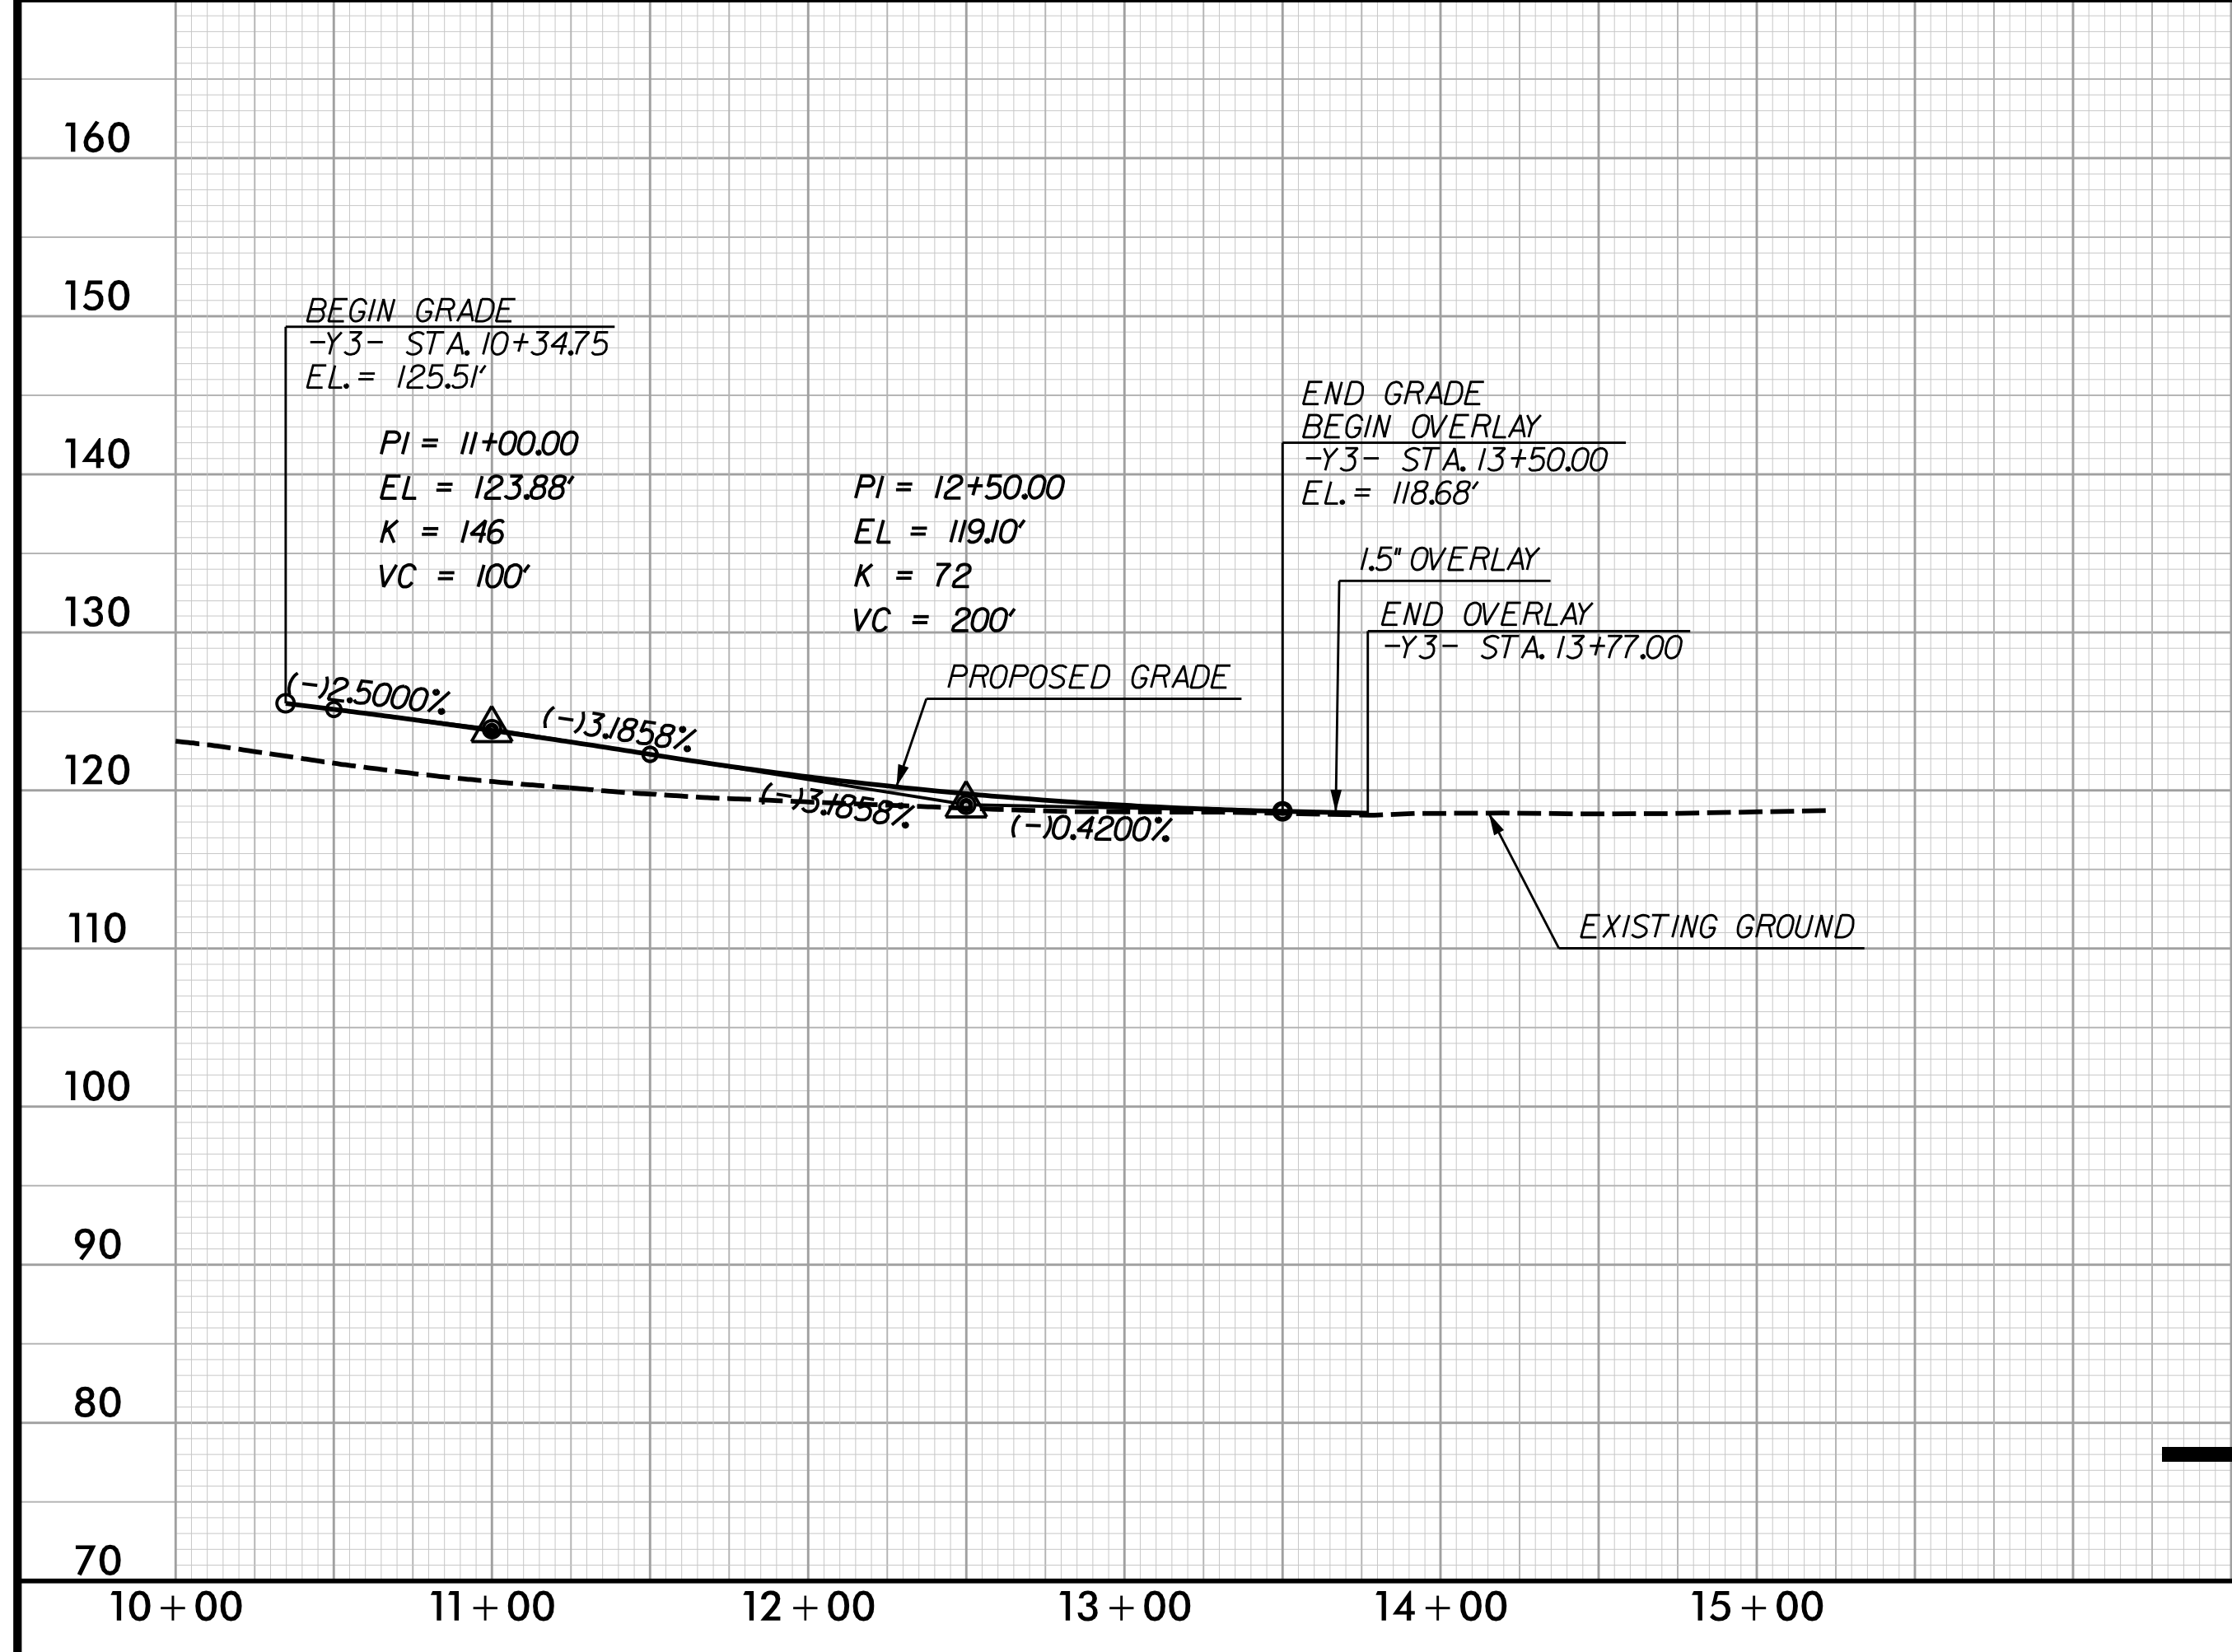 160
150
140
130
120
110
100
90
80
70
BEGIN GRADE
-Y3- STA. 10+34.75
EL. = 125.51'
PI = 11+00.00
EL = 123.88'
K = 146
VC = 100'
PI = 12+50.00
EL = 119.10'
K = 72
VC = 200'
END GRADE
BEGIN OVERLAY
-Y3- STA. 13+50.00
EL. = 118.68'
1.5" OVERLAY
END OVERLAY
-Y3- STA. 13+77.00
PROPOSED GRADE
(-)2.5000%
(-)3.1858%
(-)3.1858%
(-)0.4200%
EXISTING GROUND
10+00 11+00 12+00 13+00 14+00 15+00